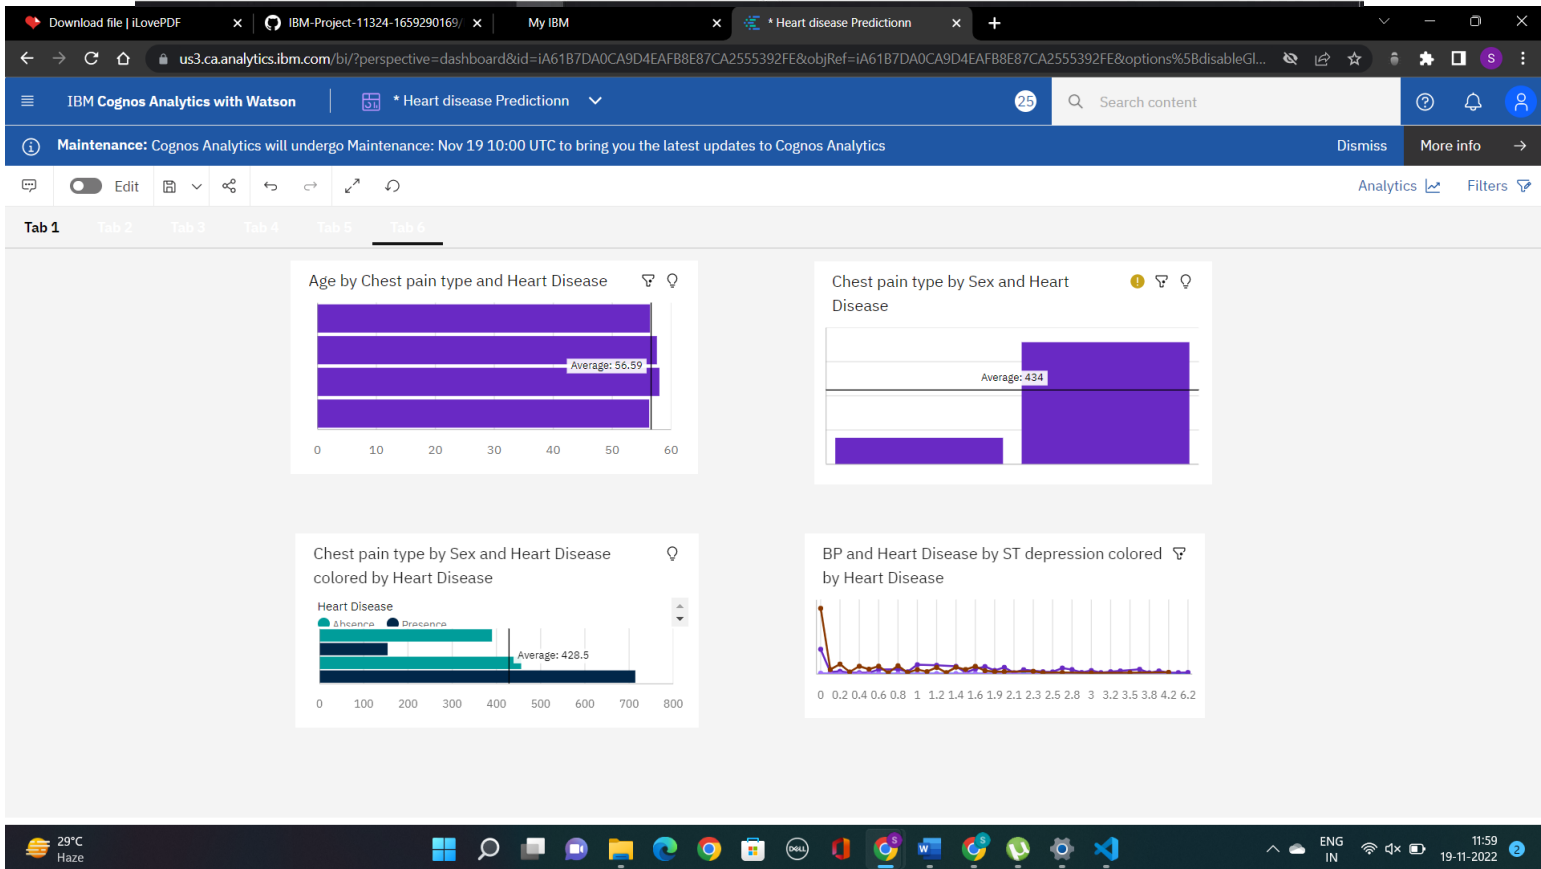 Download file | iLovePDF
IBM-Project-11324-1659290169/
My IBM
* Heart disease Predictionn
us3.ca.analytics.ibm.com/bi/?perspective=dashboard&id=iA61B7DA0CA9D4EAFB8E87CA2555392FE&objRef=iA61B7DA0CA9D4EAFB8E87CA2555392FE&options%5BdisableGl...
S
IBM Cognos Analytics with Watson
* Heart disease Predictionn
25
Search content
Maintenance: Cognos Analytics will undergo Maintenance: Nov 19 10:00 UTC to bring you the latest updates to Cognos Analytics
Dismiss
More info
Edit
Analytics
Filters
Tab 1 Tab 2 Tab 3 Tab 4 Tab 5 Tab 6
Age by Chest pain type and Heart Disease
Average: 56.59
0 10 20 30 40 50 60
Chest pain type by Sex and Heart
Disease
Average: 434
Chest pain type by Sex and Heart Disease
colored by Heart Disease
Heart Disease
Absence Presence
Average: 428.5
0 100 200 300 400 500 600 700 800
BP and Heart Disease by ST depression colored
by Heart Disease
0 0.2 0.4 0.6 0.8 1 1.2 1.4 1.6 1.9 2.1 2.3 2.5 2.8 3 3.2 3.5 3.8 4.2 6.2
29°C
Haze
DELL
S
S
ENG
IN
11:59
19-11-2022
2